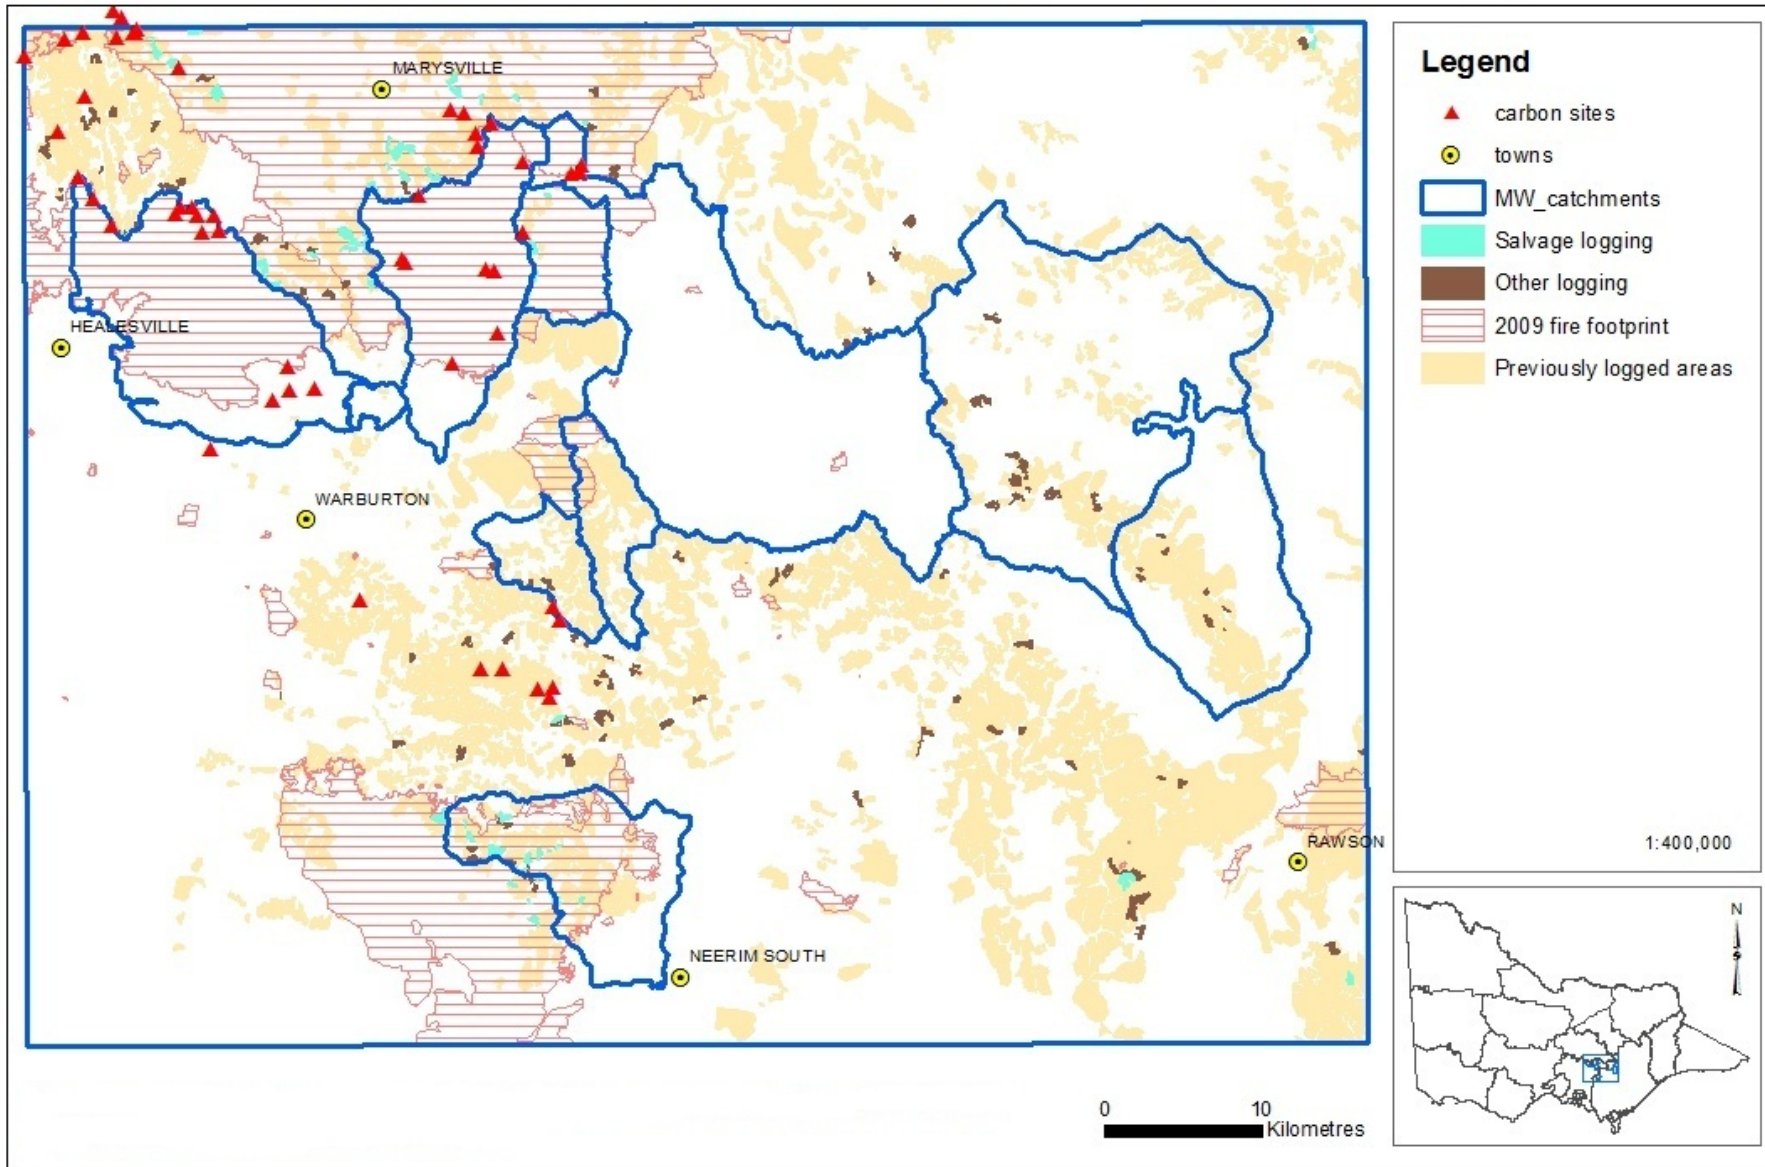 MARYSVILLE
HEALESVILLE
WARBURTON
RAWSON
NEERIM SOUTH
0 10
Kilometres
Legend
carbon sites
towns
MW_catchments
Salvage logging
Other logging
2009 fire footprint
Previously logged areas
1:400,000
N